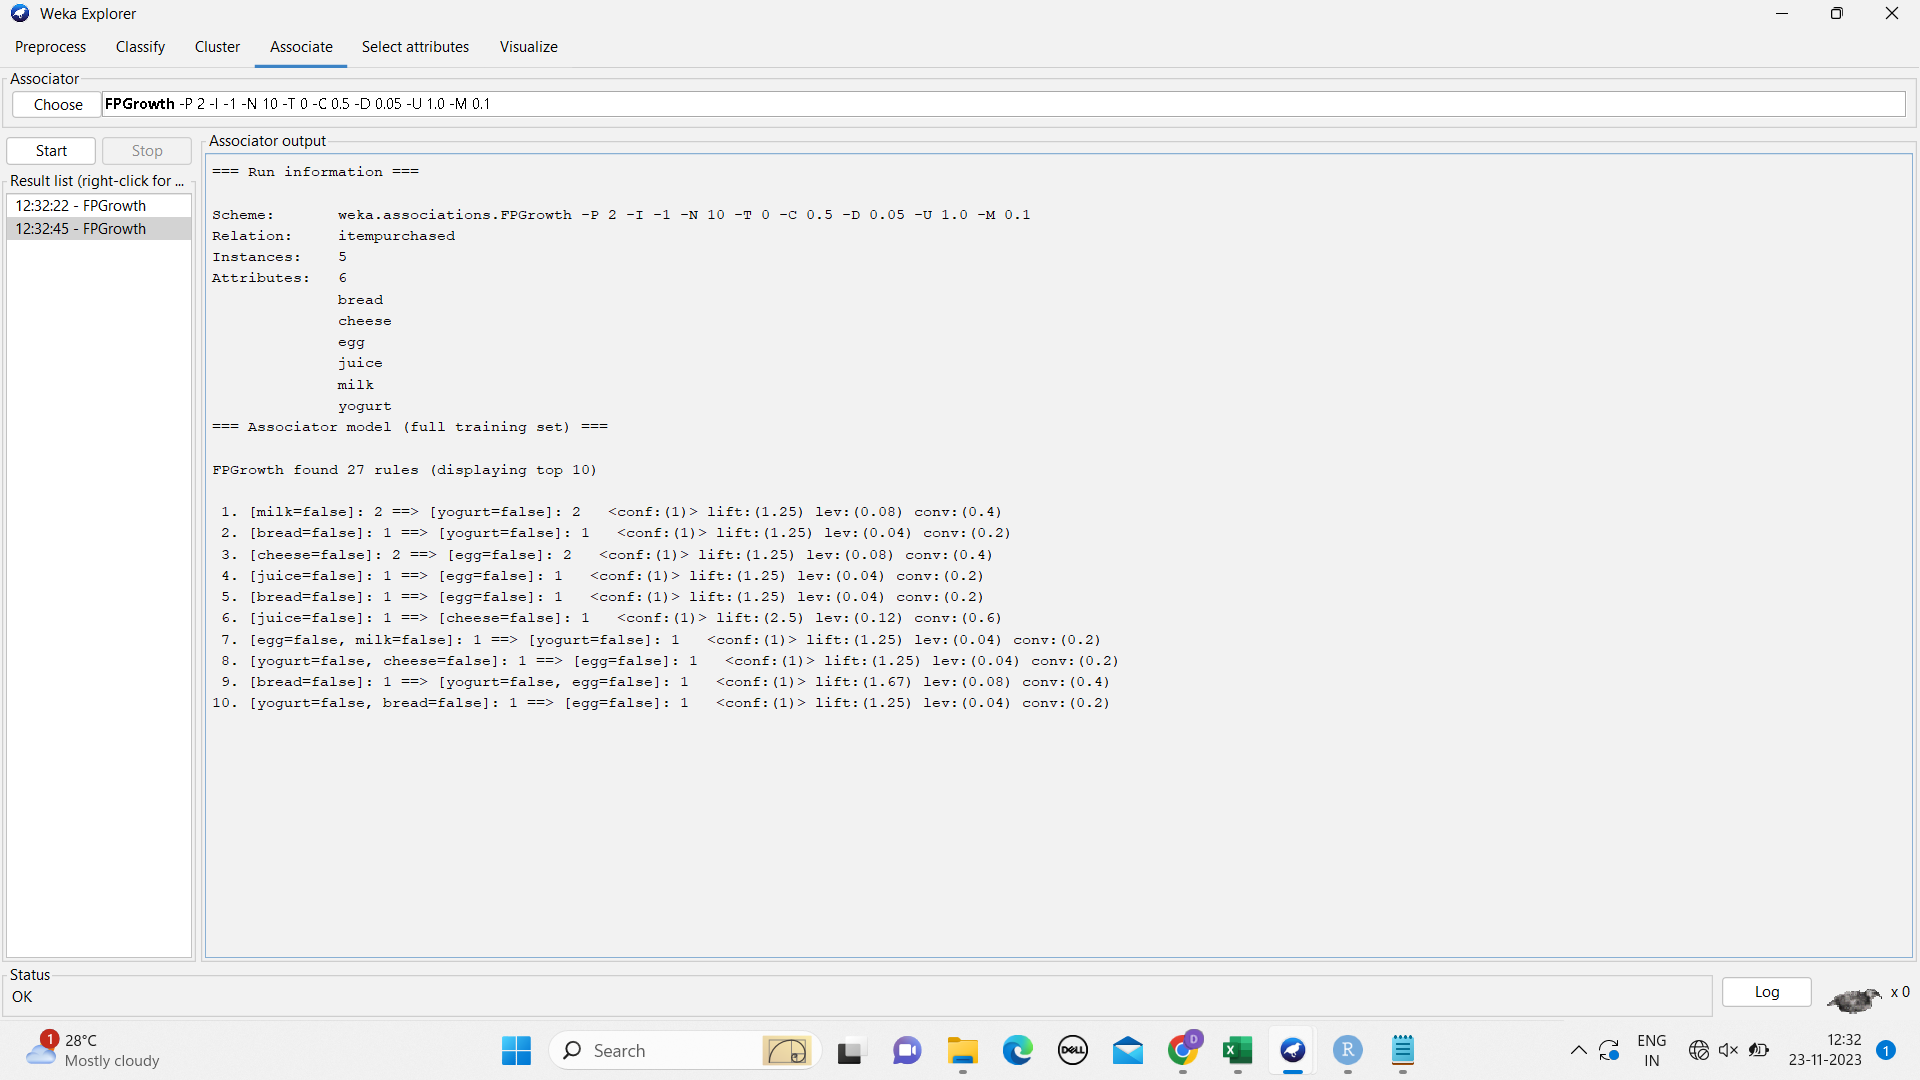 Weka Explorer
Preprocess Classify Cluster Associate Select attributes Visualize
Associator
Choose FPGrowth -P 2 -I -1 -N 10 -T 0 -C 0.5 -D 0.05 -U 1.0 -M 0.1
Start Stop
Result list (right-click for ...
12:32:22 - FPGrowth
12:32:45 - FPGrowth
Associator output
=== Run information ===
Scheme: weka.associations.FPGrowth -P 2 -I -1 -N 10 -T 0 -C 0.5 -D 0.05 -U 1.0 -M 0.1
Relation: itempurchased
Instances: 5
Attributes: 6
bread
cheese
egg
juice
milk
yogurt
=== Associator model (full training set) ===
FPGrowth found 27 rules (displaying top 10)
1. [milk=false]: 2 ==> [yogurt=false]: 2 <conf:(1)> lift:(1.25) lev:(0.08) conv:(0.4)
2. [bread=false]: 1 ==> [yogurt=false]: 1 <conf:(1)> lift:(1.25) lev:(0.04) conv:(0.2)
3. [cheese=false]: 2 ==> [egg=false]: 2 <conf:(1)> lift:(1.25) lev:(0.08) conv:(0.4)
4. [juice=false]: 1 ==> [egg=false]: 1 <conf:(1)> lift:(1.25) lev:(0.04) conv:(0.2)
5. [bread=false]: 1 ==> [egg=false]: 1 <conf:(1)> lift:(1.25) lev:(0.04) conv:(0.2)
6. [juice=false]: 1 ==> [cheese=false]: 1 <conf:(1)> lift:(2.5) lev:(0.12) conv:(0.6)
7. [egg=false, milk=false]: 1 ==> [yogurt=false]: 1 <conf:(1)> lift:(1.25) lev:(0.04) conv:(0.2)
8. [yogurt=false, cheese=false]: 1 ==> [egg=false]: 1 <conf:(1)> lift:(1.25) lev:(0.04) conv:(0.2)
9. [bread=false]: 1 ==> [yogurt=false, egg=false]: 1 <conf:(1)> lift:(1.67) lev:(0.08) conv:(0.4)
10. [yogurt=false, bread=false]: 1 ==> [egg=false]: 1 <conf:(1)> lift:(1.25) lev:(0.04) conv:(0.2)
Status
OK
Log
x 0
1
28°C
Mostly cloudy
Search
DELL
D
X
R
ENG
IN
12:32
23-11-2023
1